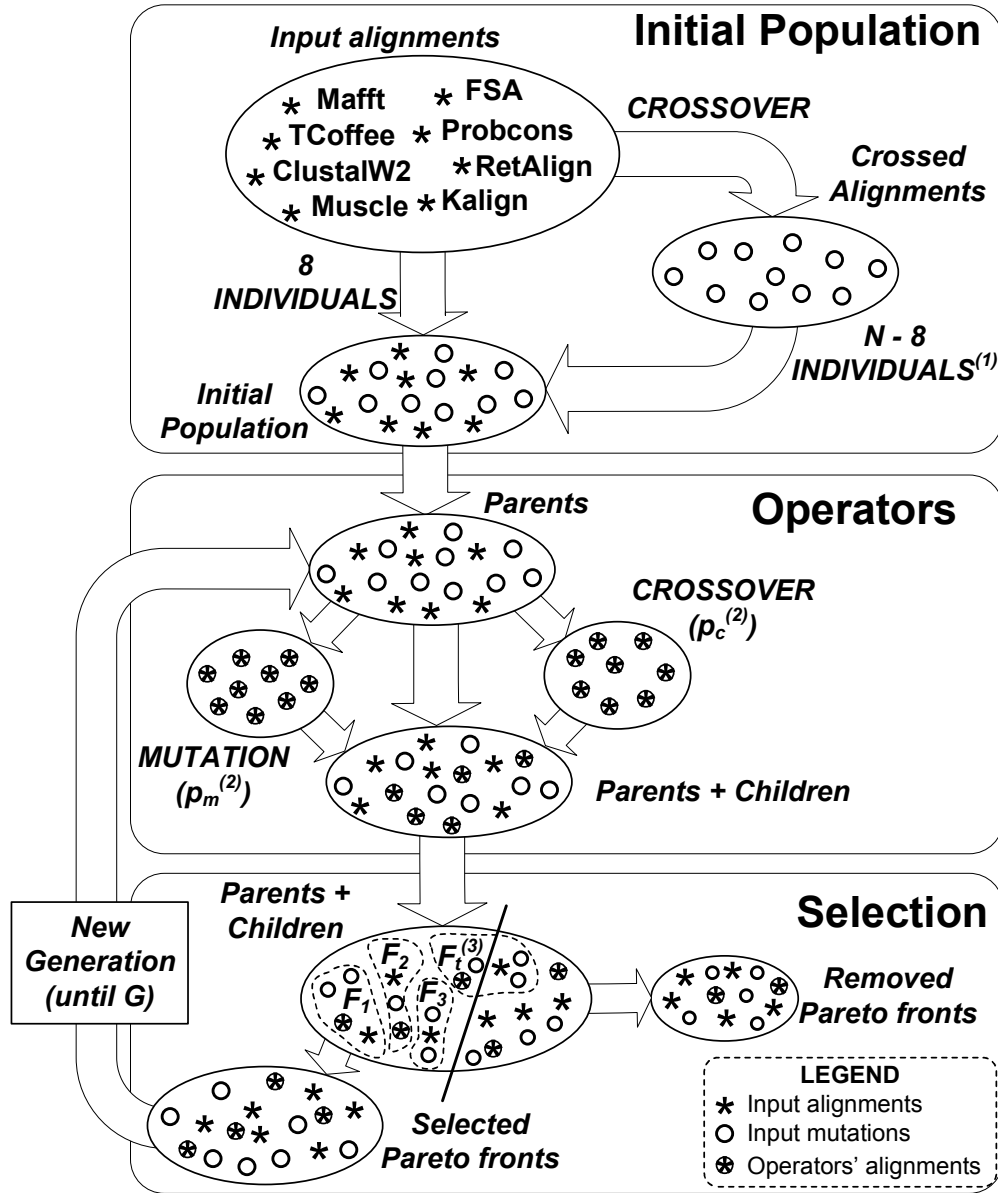 Initial Population
Input alignments
* Mafft
* FSA
* TCoffee
* Probcons
* ClustalW2
* RetAlign
* Muscle
* Kalign
CROSSOVER
Crossed
Alignments
8
INDIVIDUALS
N - 8
INDIVIDUALS(1)
Initial
Population
Operators
Parents
CROSSOVER
(pc(2))
MUTATION
(pm(2))
Parents + Children
Selection
Parents +
Children
New
Generation
(until G)
F1
F2
F3
Ft(3)
Removed
Pareto fronts
Selected
Pareto fronts
LEGEND
* Input alignments
Input mutations
Operators' alignments